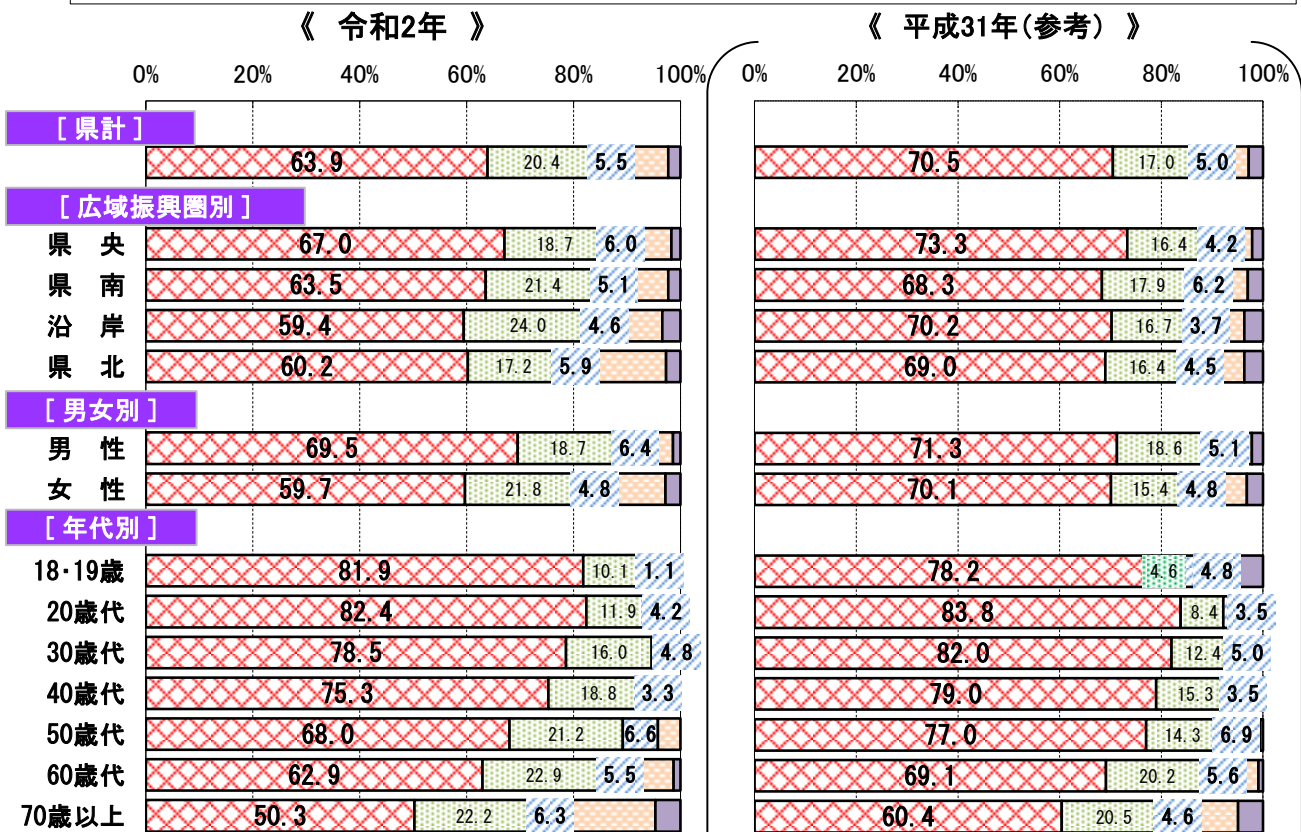 《 令和2年 》 《 平成31年(参考) 》
0% 20% 40% 60% 80% 100% 0% 20% 40% 60% 80% 100%
[ 県計 ]
63.9 20.4 5.5 70.5 17.0 5.0
[ 広域振興圏別 ]
県 央 67.0 18.7 6.0 73.3 16.4 4.2
県 南 63.5 21.4 5.1 68.3 17.9 6.2
沿 岸 59.4 24.0 4.6 70.2 16.7 3.7
県 北 60.2 17.2 5.9 69.0 16.4 4.5
[ 男女別 ]
男 性 69.5 18.7 6.4 71.3 18.6 5.1
女 性 59.7 21.8 4.8 70.1 15.4 4.8
[ 年代別 ]
18・19歳 81.9 10.1 1.1 78.2 4.6 4.8
20歳代 82.4 11.9 4.2 83.8 8.4 3.5
30歳代 78.5 16.0 4.8 82.0 12.4 5.0
40歳代 75.3 18.8 3.3 79.0 15.3 3.5
50歳代 68.0 21.2 6.6 77.0 14.3 6.9
60歳代 62.9 22.9 5.5 69.1 20.2 5.6
70歳以上 50.3 22.2 6.3 60.4 20.5 4.6